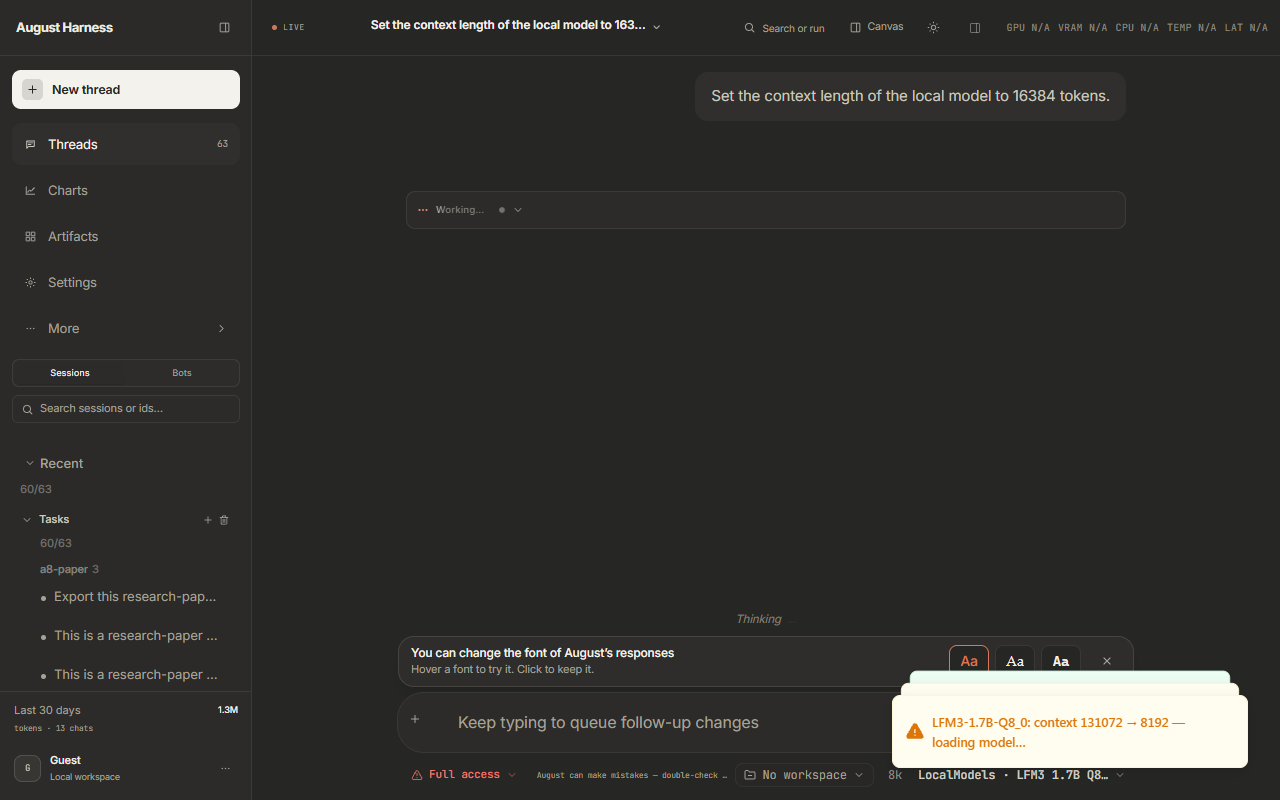 August Harness
LIVE
Set the context length of the local model to 163...
Search or run
Canvas
GPU N/A VRAM N/A CPU N/A TEMP N/A LAT N/A
New thread
Threads 63
Charts
Artifacts
Settings
More
Sessions
Bots
Search sessions or ids...
Recent
60/63
Tasks
60/63
a8-paper 3
Export this research-pap...
This is a research-paper ...
This is a research-paper ...
Last 30 days 1.3M
tokens · 13 chats
G
Guest
Local workspace
Set the context length of the local model to 16384 tokens.
Working...
Thinking
You can change the font of August's responses
Hover a font to try it. Click to keep it.
Aa Aa Aa
Keep typing to queue follow-up changes
LFM3-1.7B-Q8_0: context 131072 → 8192 —
loading model...
Full access
August can make mistakes — double-check …
No workspace
8k
LocalModels · LFM3 1.7B Q8…